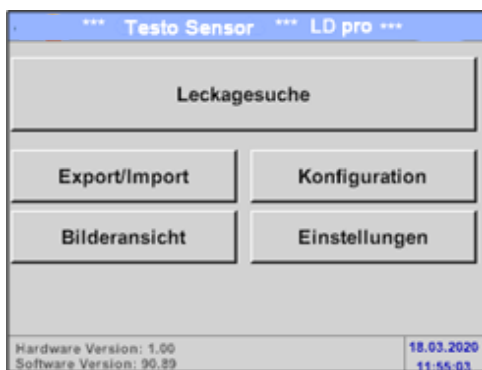 *** Testo Sensor *** LD pro ***
Leckagesuche
Export/Import Konfiguration
Bilderansicht Einstellungen
Hardware Version: 1.00 18.03.2020
Software Version: 90.89 11:55:03